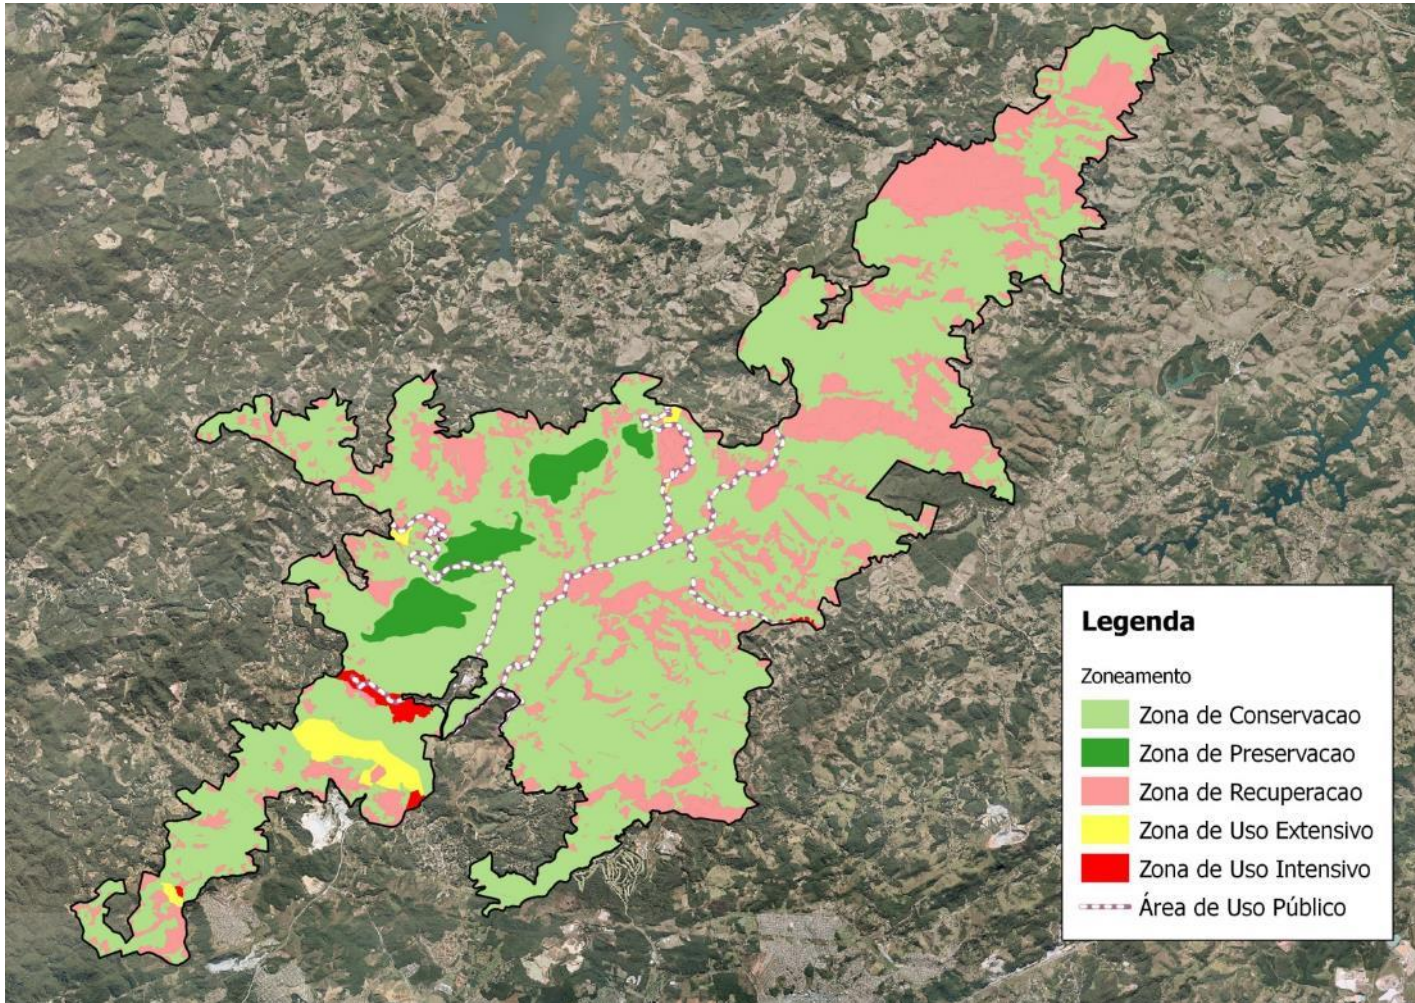 Legenda
Zoneamento
Zona de Conservacao
Zona de Preservacao
Zona de Recuperacao
Zona de Uso Extensivo
Zona de Uso Intensivo
Área de Uso Público